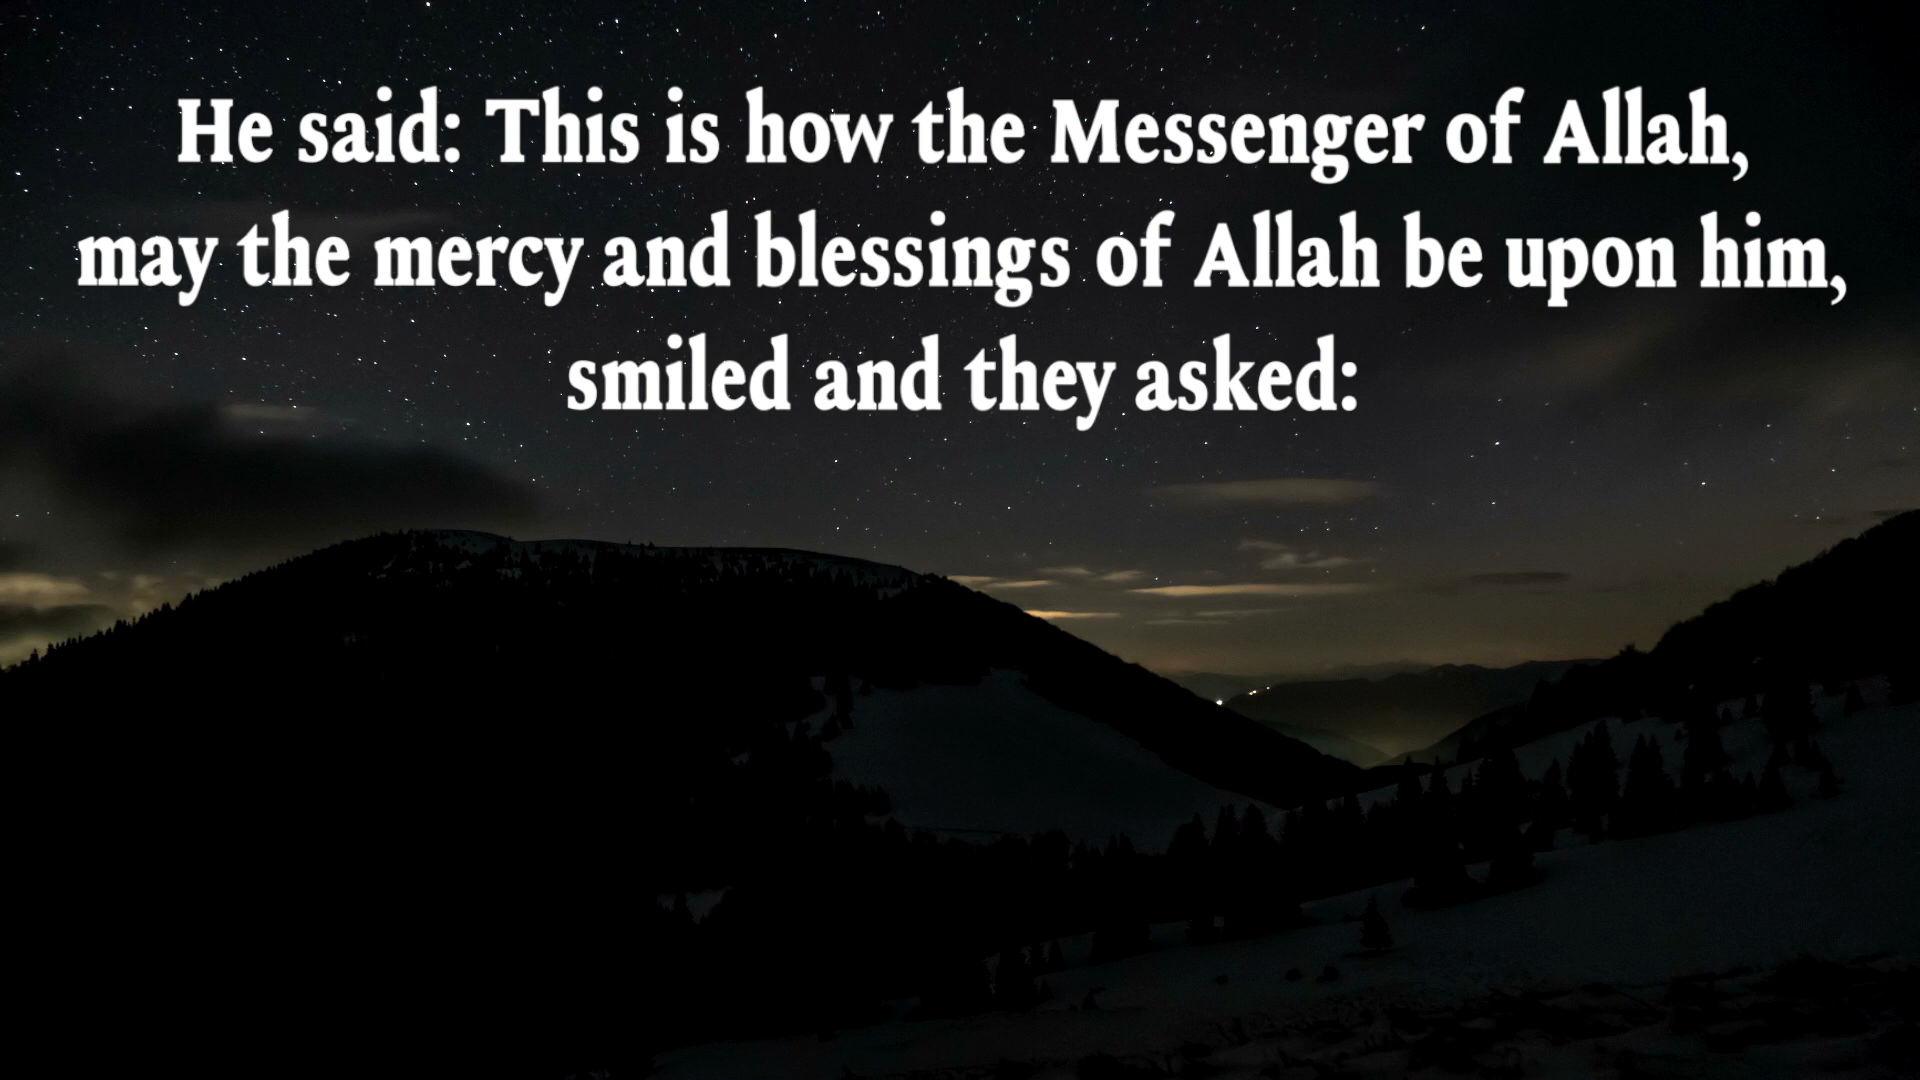 He said: This is how the Messenger of Allah,
may the mercy and blessings of Allah be upon him,
smiled and they asked: